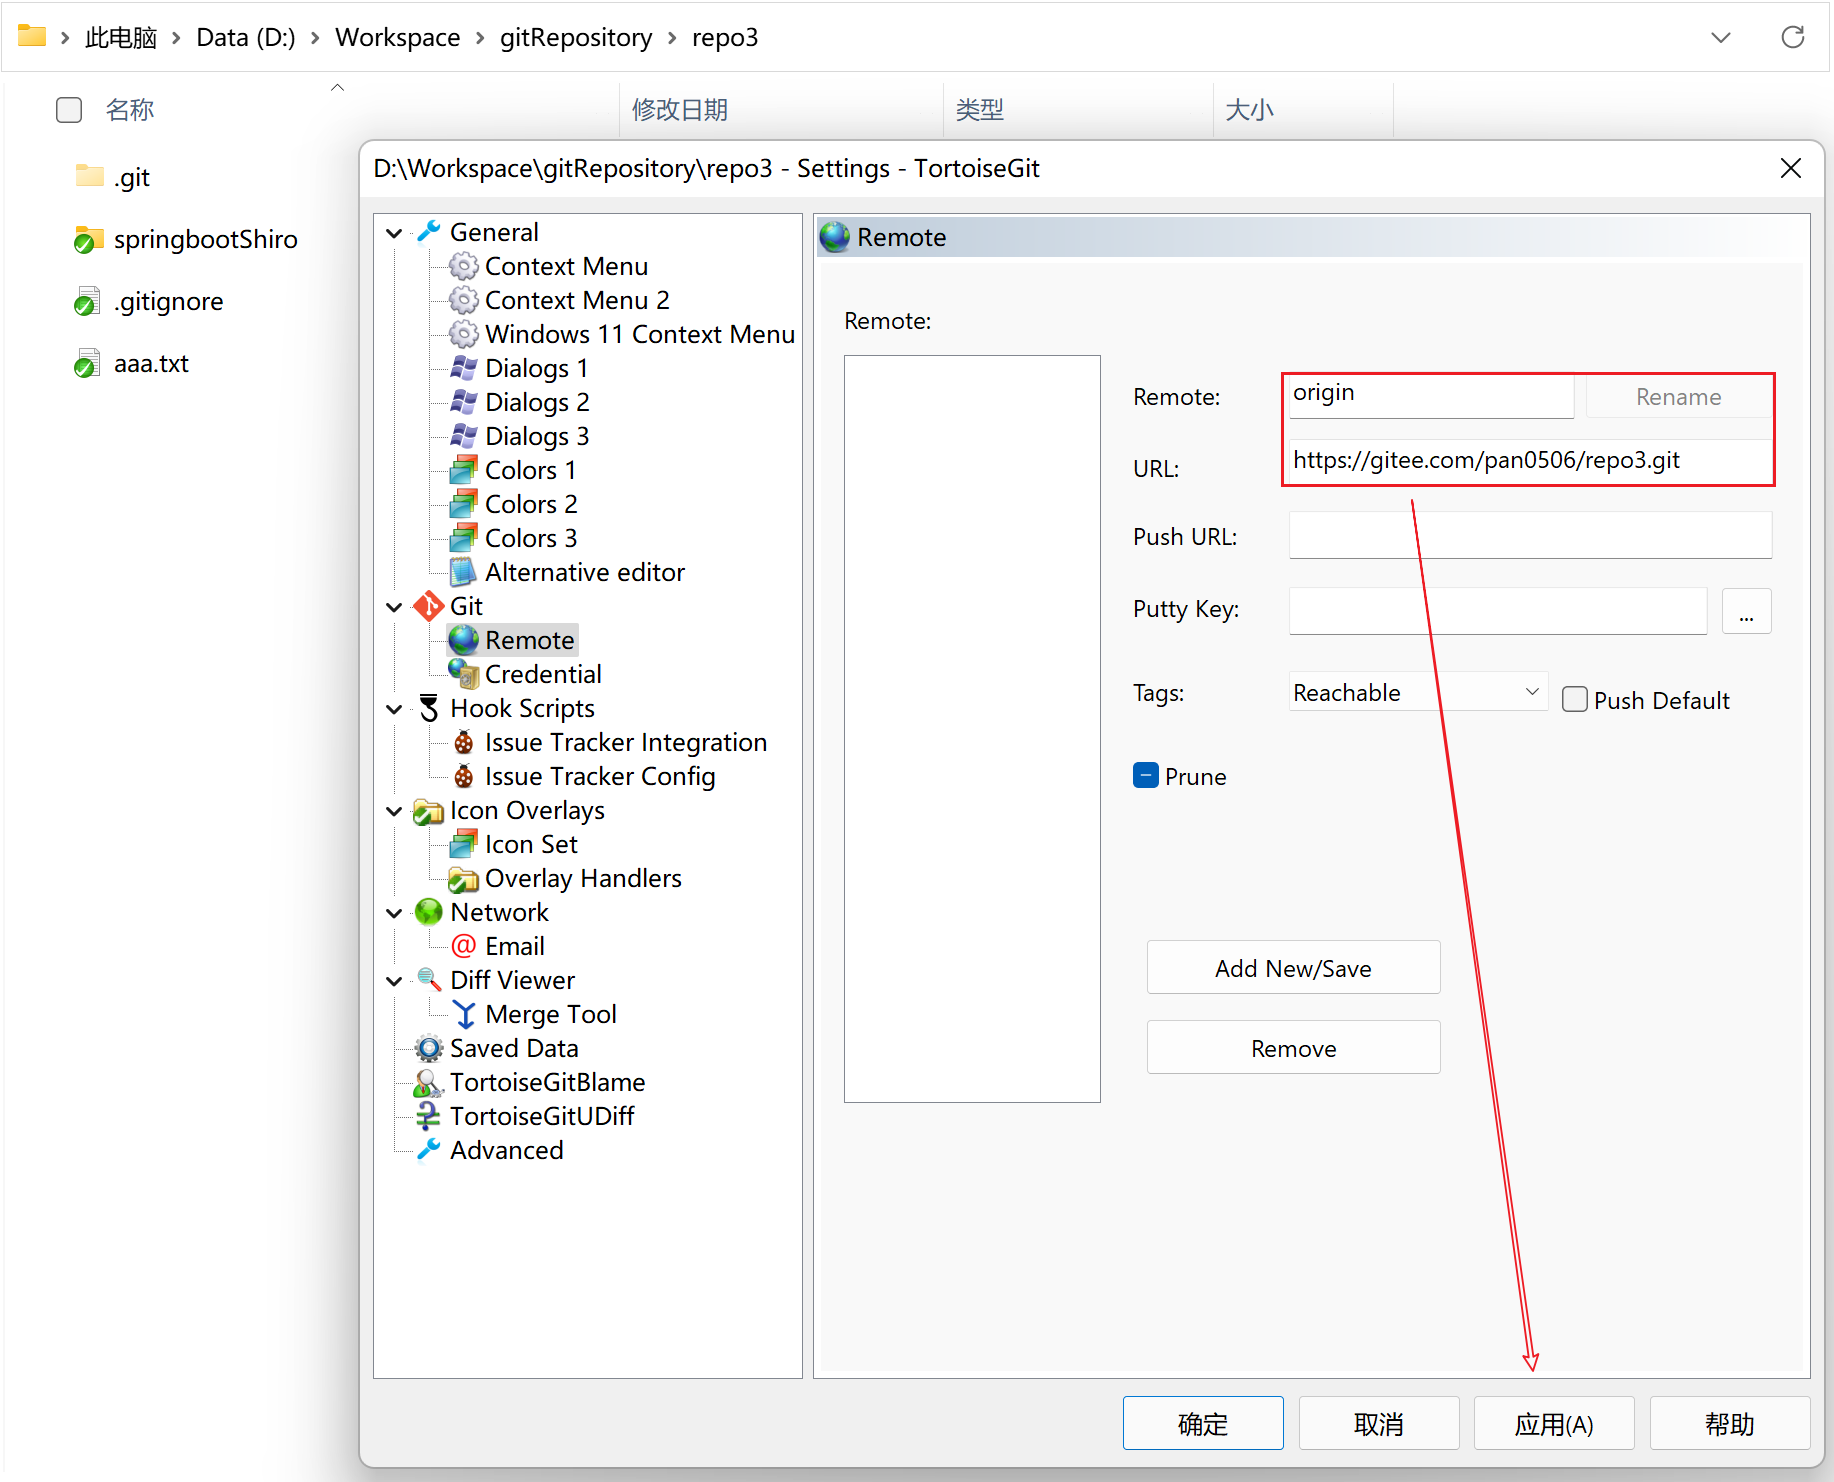 此电脑 > Data (D:) > Workspace > gitRepository > repo3
名称 修改日期 类型 大小
.git
springbootShiro
.gitignore
aaa.txt
D:\Workspace\gitRepository\repo3 - Settings - TortoiseGit
General
Context Menu
Context Menu 2
Windows 11 Context Menu
Dialogs 1
Dialogs 2
Dialogs 3
Colors 1
Colors 2
Colors 3
Alternative editor
Git
Remote
Credential
Hook Scripts
Issue Tracker Integration
Issue Tracker Config
Icon Overlays
Icon Set
Overlay Handlers
Network
Email
Diff Viewer
Merge Tool
Saved Data
TortoiseGitBlame
TortoiseGitUDiff
Advanced
Remote
Remote:
Remote: origin Rename
URL: https://gitee.com/pan0506/repo3.git
Push URL:
Putty Key: ...
Tags: Reachable Push Default
Prune
Add New/Save
Remove
确定 取消 应用(A) 帮助